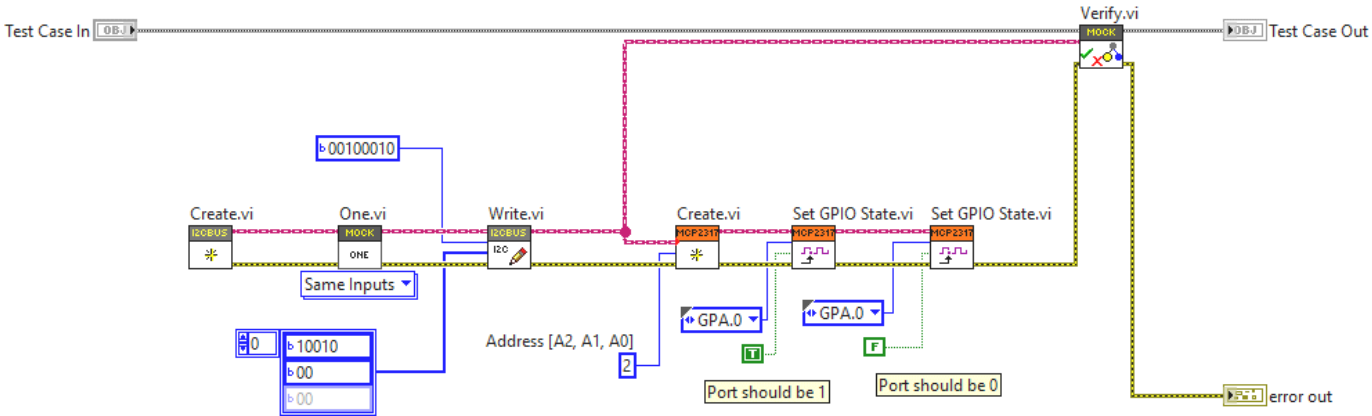 Verify.vi
Test Case In OBJ MOCK OBJ Test Case Out
b 00100010
Create.vi One.vi Write.vi Create.vi Set GPIO State.vi Set GPIO State.vi
I2CBUS MOCK I2CBUS MCP2317 MCP2317 MCP2317
ONE I2C
Same Inputs
GPA.0 GPA.0
0 b 10010 Address [A2, A1, A0]
b 00 2 T F
b 00 Port should be 1 Port should be 0
error out